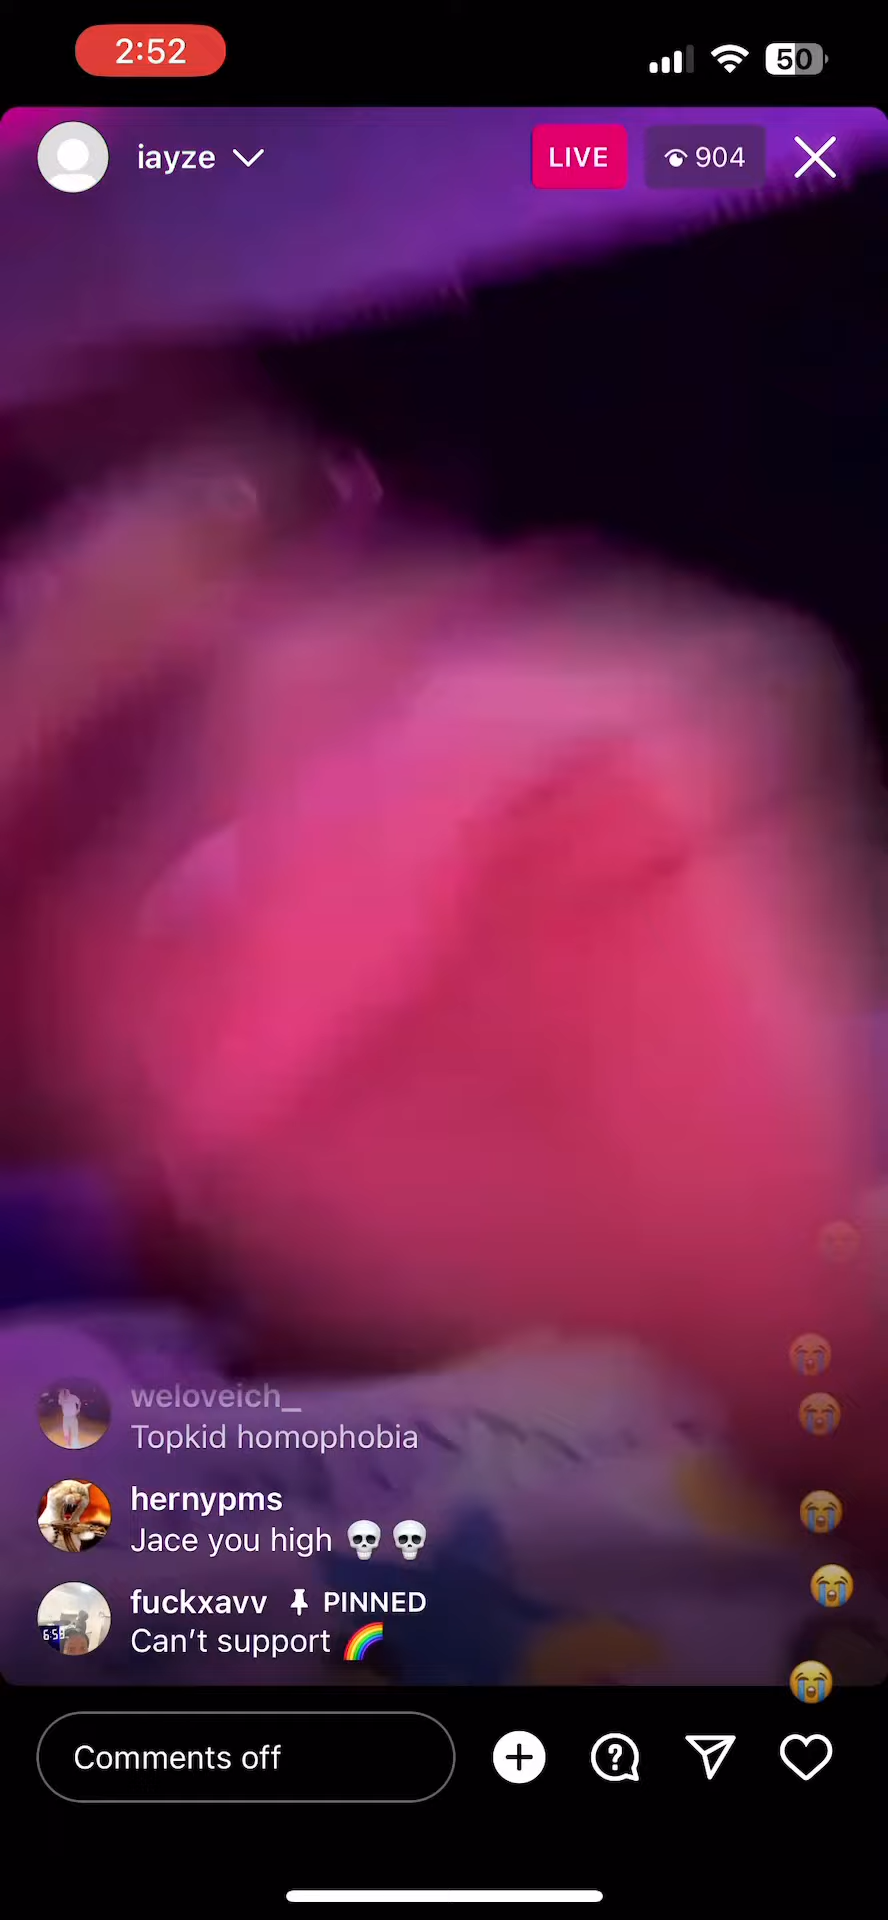 2:52
50
iayze
LIVE
904
weloveich_
Topkid homophobia
hernypms
Jace you high 💀💀
fuckxavv PINNED
Can't support 🌈
Comments off